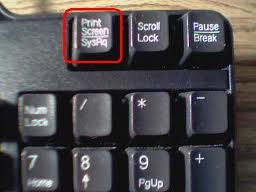 Print
Screen
SysRq
Scroll
Lock
Pause
Break
Num
Lock
/
*
-
7
Home
8
↑
9
PgUp
+